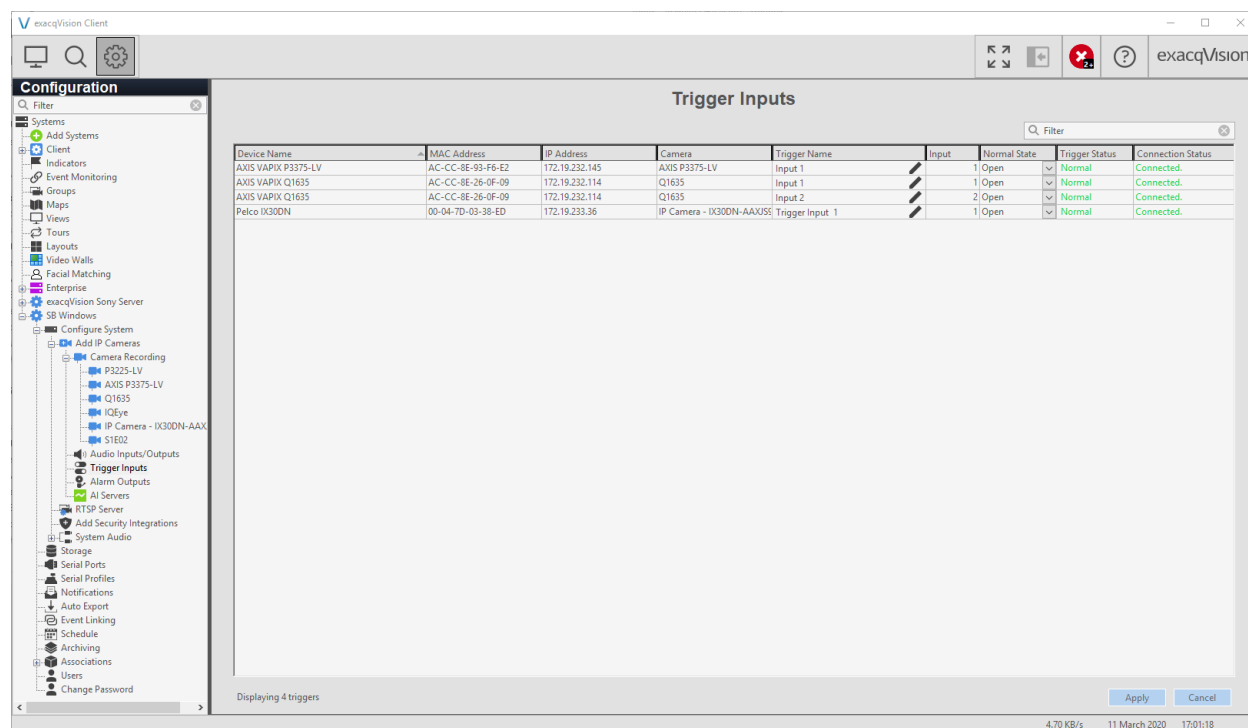 exacqVision Client
exacqVision
Configuration
Filter
Systems
Add Systems
Client
Indicators
Event Monitoring
Groups
Maps
Views
Tours
Layouts
Video Walls
Facial Matching
Enterprise
exacqVision Sony Server
SB Windows
Configure System
Add IP Cameras
Camera Recording
P3225-LV
AXIS P3375-LV
Q1635
IQEye
IP Camera - IX30DN-AAX
S1E02
Audio Inputs/Outputs
Trigger Inputs
Alarm Outputs
AI Servers
RTSP Server
Add Security Integrations
System Audio
Storage
Serial Ports
Serial Profiles
Notifications
Auto Export
Event Linking
Schedule
Archiving
Associations
Users
Change Password
Trigger Inputs
Filter
Device Name MAC Address IP Address Camera Trigger Name Input Normal State Trigger Status Connection Status
AXIS VAPIX P3375-LV AC-CC-8E-93-F6-E2 172.19.232.145 AXIS P3375-LV Input 1 1 Open Normal Connected.
AXIS VAPIX Q1635 AC-CC-8E-26-0F-09 172.19.232.114 Q1635 Input 1 1 Open Normal Connected.
AXIS VAPIX Q1635 AC-CC-8E-26-0F-09 172.19.232.114 Q1635 Input 2 2 Open Normal Connected.
Pelco IX30DN 00-04-7D-03-38-ED 172.19.233.36 IP Camera - IX30DN-AAXJS9 Trigger Input 1 1 Open Normal Connected.
Displaying 4 triggers
Apply Cancel
4.70 KB/s 11 March 2020 17:01:18